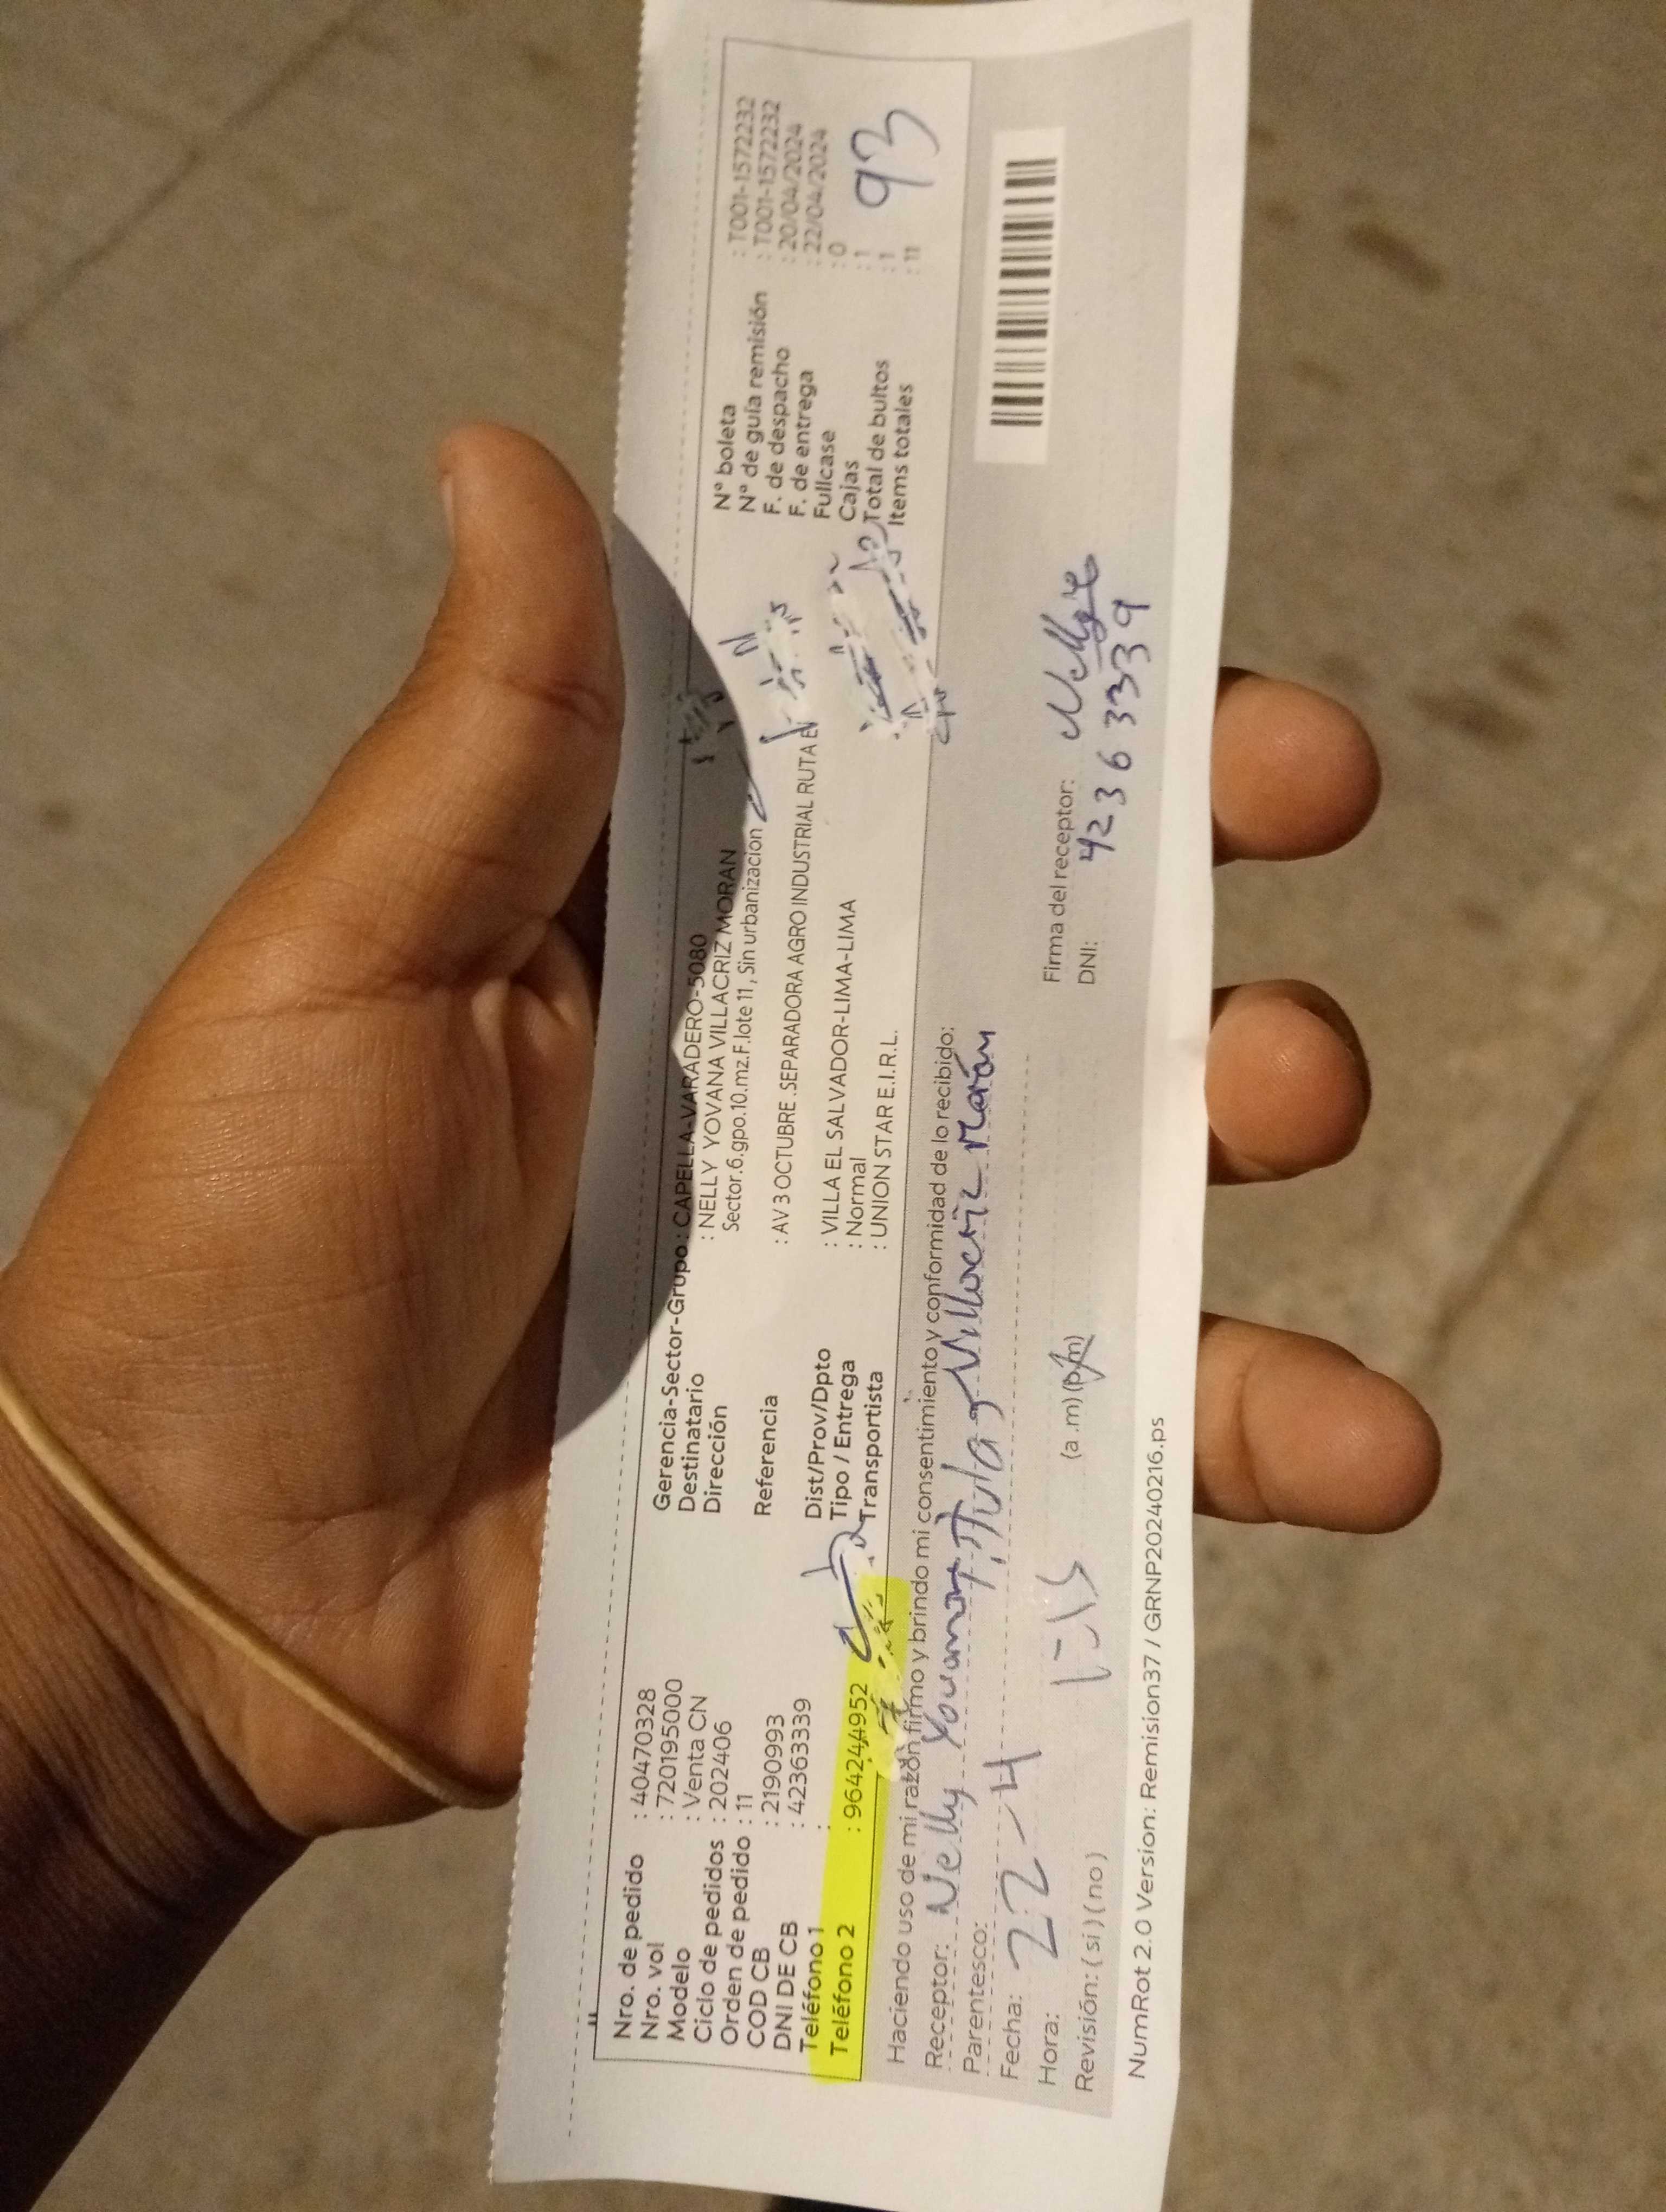 Nro. de pedido : 40470328
Nro. vol : 720195000
Modelo : Venta CN
Ciclo de pedidos : 202406
Orden de pedido : 11
COD CB : 2190993
DNI DE CB : 42363339
Teléfono 1 :
Teléfono 2 : 964244952
Gerencia-Sector-Grupo : CAPELLA-VARADERO-5080
Destinatario : NELLY YOVANA VILLACRIZ MORAN
Dirección Sector.6.gpo.10.mz.F.lote 11, Sin urbanizacion
Referencia : AV 3 OCTUBRE .SEPARADORA AGRO INDUSTRIAL RUTA
Dist/Prov/Dpto : VILLA EL SALVADOR-LIMA-LIMA
Tipo / Entrega : Normal
Transportista : UNION STAR E.I.R.L.
N° boleta : T001-1572232
N° de guía remisión : T001-1572232
F. de despacho : 20/04/2024
F. de entrega : 22/04/2024
Fullcase : 0
Cajas : 1
Total de bultos : 1
Items totales : 11
93
Haciendo uso de mi razón firmo y brindo mi consentimiento y conformidad de lo recibido:
Receptor: Nelly Villacriz Morán
Parentesco: Titular
Fecha: 22-4
Hora: (a .m) (p/m)
Revisión: ( si ) ( no )
Firma del receptor:
DNI: 42363339
NumRot 2.0 Version: Remision37 / GRNP20240216.ps